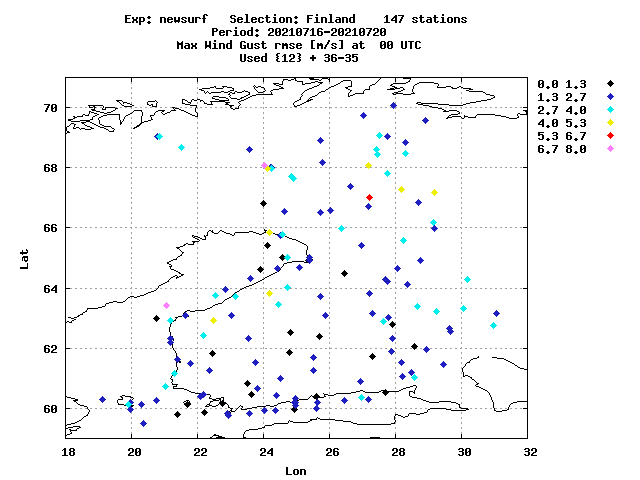 Exp: newsurf   Selection: Finland    147 stations
Period: 20210716-20210720
Max Wind Gust rmse [m/s] at  00 UTC
Used {12} + 36-35
0.0 1.3
1.3 2.7
2.7 4.0
4.0 5.3
5.3 6.7
6.7 8.0
70
68
66
64
62
60
Lat
18 20 22 24 26 28 30 32
Lon